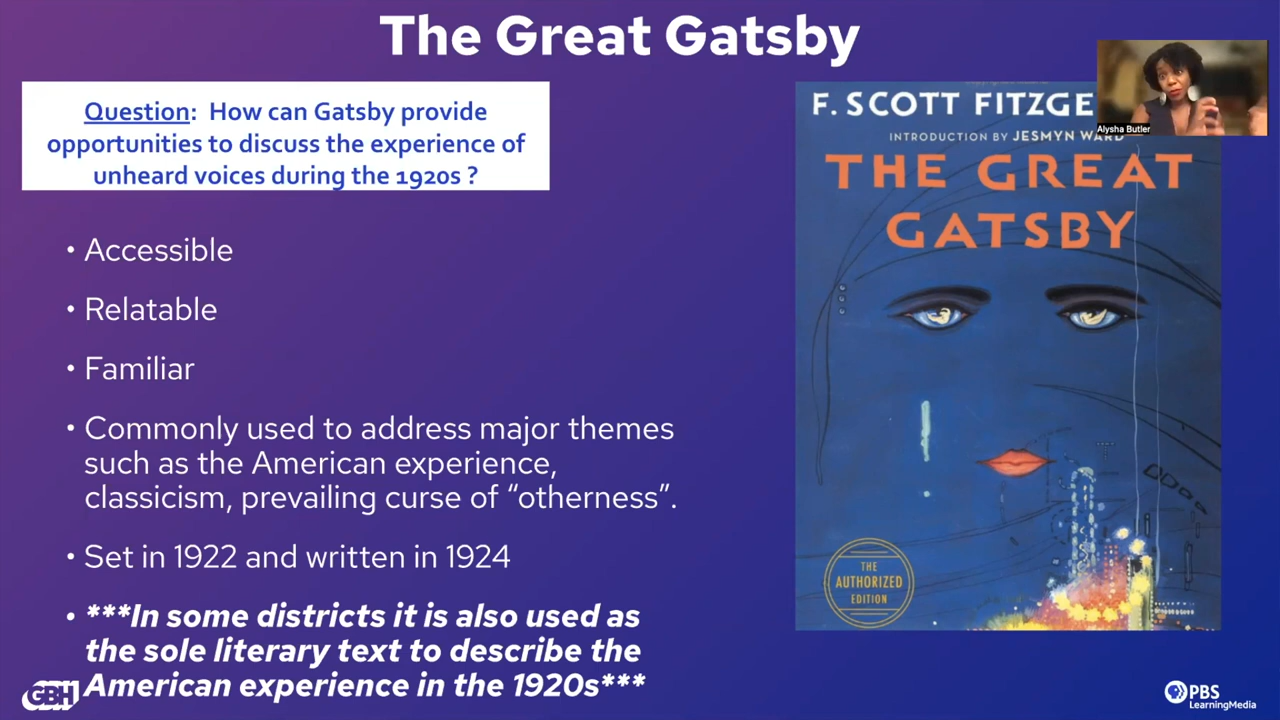 The Great Gatsby
Question: How can Gatsby provide
opportunities to discuss the experience of
unheard voices during the 1920s ?
• Accessible
• Relatable
• Familiar
• Commonly used to address major themes
such as the American experience,
classicism, prevailing curse of “otherness”.
• Set in 1922 and written in 1924
• ***In some districts it is also used as
the sole literary text to describe the
American experience in the 1920s***
GBH
F. SCOTT FITZGE
INTRODUCTION BY JESMYN WARD
THE GREAT
GATSBY
THE
AUTHORIZED
EDITION
Alysha Butler
PBS
LearningMedia